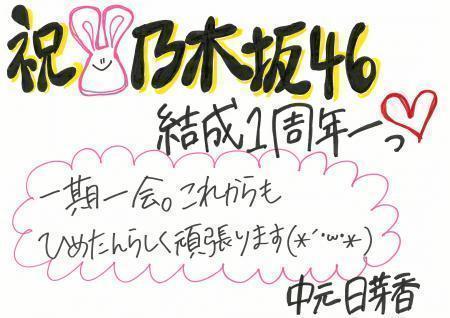 祝乃木坂46
結成1周年ーっ
一期一会。これからも
ひめたんらしく頑張ります(*´･ω･*)
中元日芽香